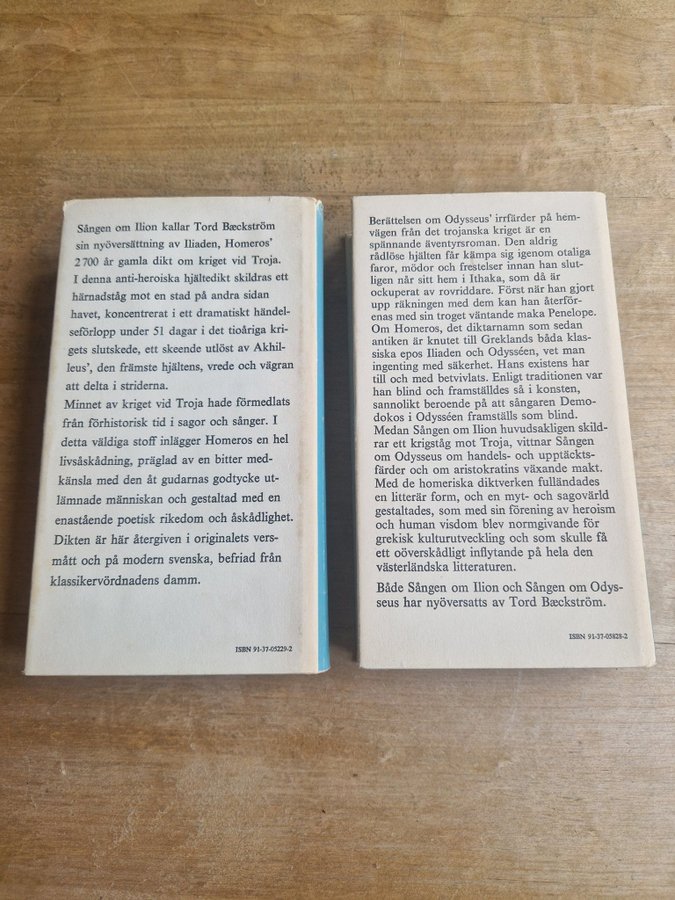 Sången om Ilion kallar Tord Bæckström
sin nyöversättning av Iliaden, Homeros'
2 700 år gamla dikt om kriget vid Troja.
I denna anti-heroiska hjältedikt skildras ett
härnadståg mot en stad på andra sidan
havet, koncentrerat i ett dramatiskt händel-
seförlopp under 51 dagar i det tioåriga kri-
gets slutskede, ett skeende utlöst av Akhil-
leus', den främste hjältens, vrede och vägran
att delta i striderna.
Minnet av kriget vid Troja hade förmedlats
från förhistorisk tid i sagor och sånger. I
detta väldiga stoff inlägger Homeros en hel
livsåskådning, präglad av en bitter med-
känsla med den åt gudarnas godtycke ut-
lämnade människan och gestaltad med en
enastående poetisk rikedom och åskådlighet.
Dikten är här återgiven i originalets vers-
mått och på modern svenska, befriad från
klassikervördnadens damm.
ISBN 91-37-05229-2
Berättelsen om Odysseus' irrfärder på hem-
vägen från det trojanska kriget är en
spännande äventyrsroman. Den aldrig
rådlöse hjälten får kämpa sig igenom otaliga
faror, mödor och frestelser innan han slut-
ligen når sitt hem i Ithaka, som då är
ockuperat av rovriddare. Först när han gjort
upp räkningen med dem kan han återför-
enas med sin troget väntande maka Penelope.
Om Homeros, det diktarnamn som sedan
antiken är knutet till Greklands båda klas-
siska epos Iliaden och Odysséen, vet man
ingenting med säkerhet. Hans existens har
till och med betvivlats. Enligt traditionen var
han blind och framställdes så i konsten,
sannolikt beroende på att sångaren Demo-
dokos i Odysséen framställs som blind.
Medan Sången om Ilion i huvudsakligen skild-
rar ett krigståg mot Troja, vittnar Sången
om Odysseus om handels- och upptäckts-
färder och om aristokratins växande makt.
Med de homeriska diktverken fulländades
en litterär form, och en myt- och sagovärld
gestaltades, som med sin förening av heroism
och human visdom blev normgivande för
grekisk kulturutveckling och som skulle få
ett oöverskådligt inflytande på hela den
västerländska litteraturen.
Både Sången om Ilion och Sången om Odys-
seus har nyöversatts av Tord Bæckström.
ISBN 91-37-05828-2